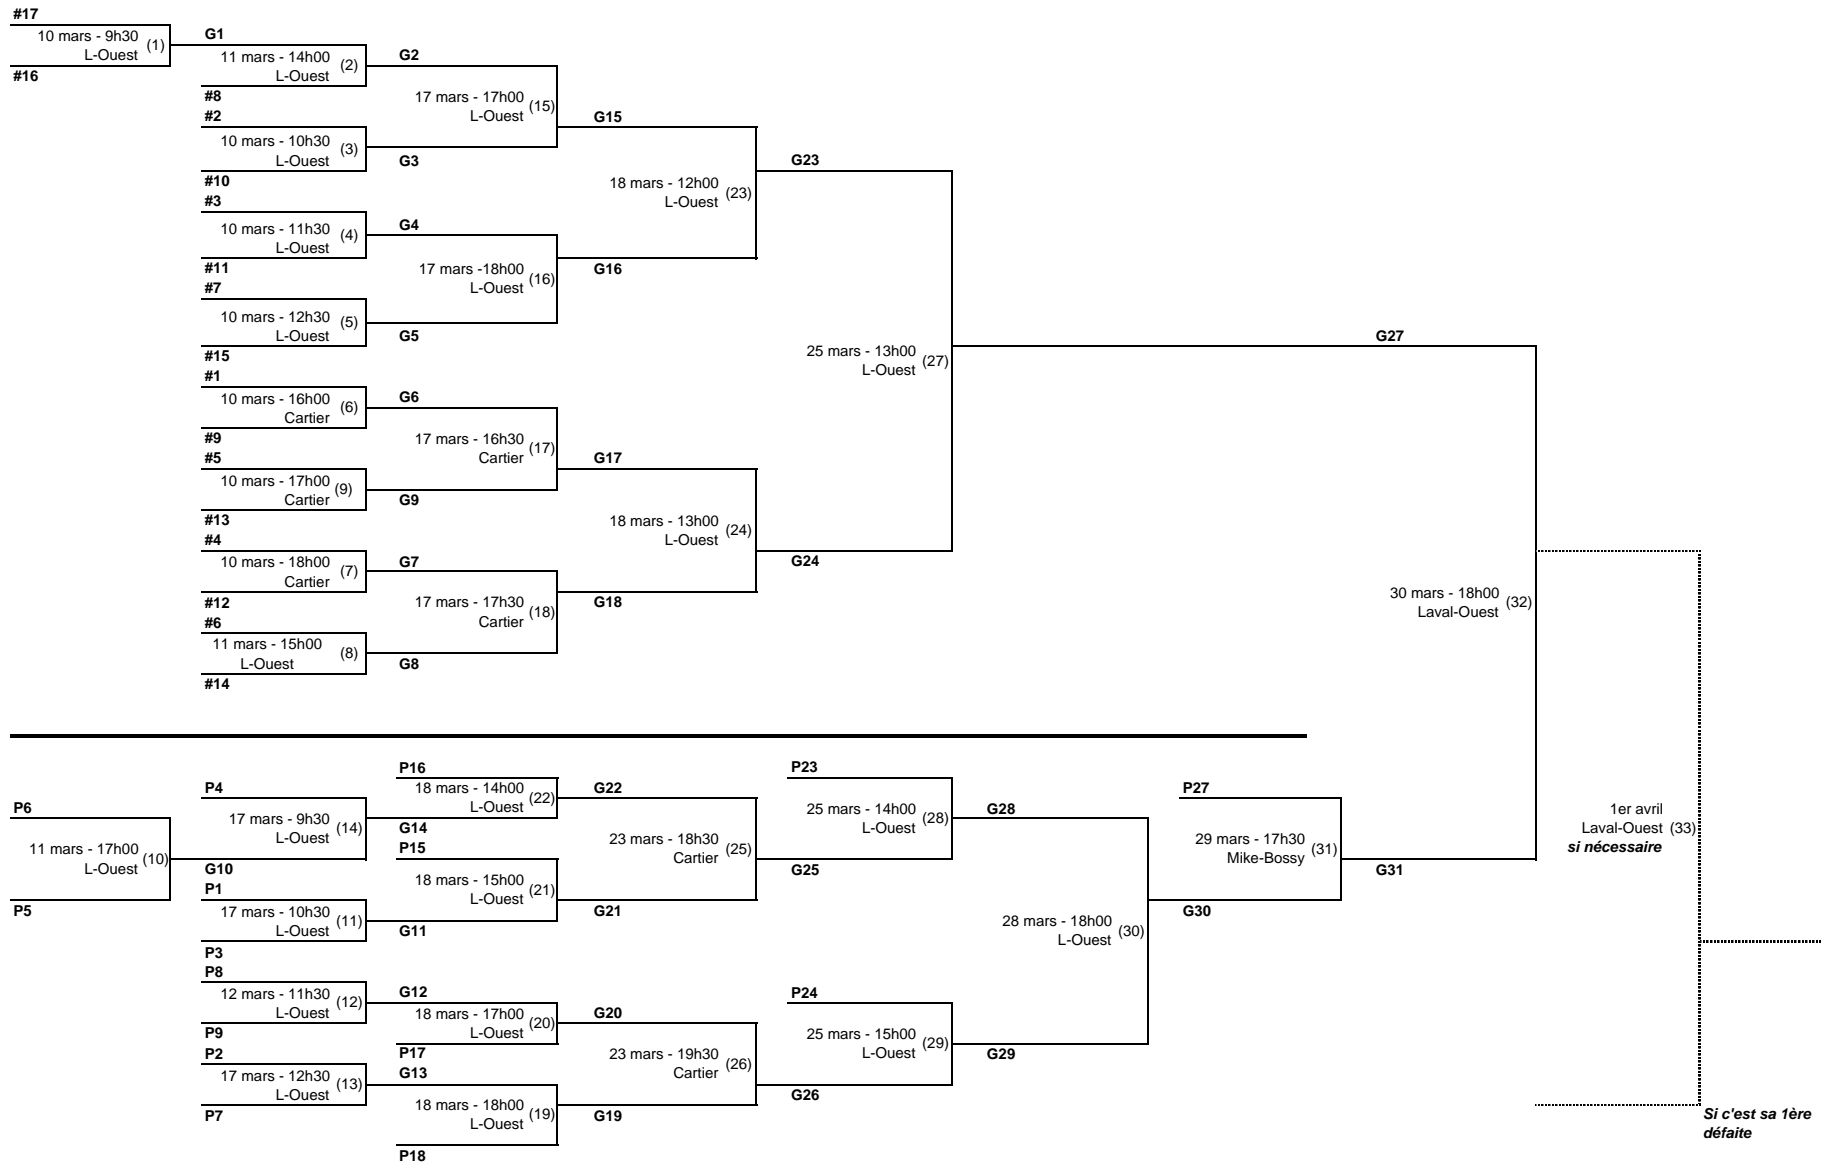 #17
10 mars - 9h30
L-Ouest
(1)
#16
G1
11 mars - 14h00
L-Ouest
(2)
#8
#2
10 mars - 10h30
L-Ouest
(3)
#10
#3
10 mars - 11h30
L-Ouest
(4)
#11
#7
10 mars - 12h30
L-Ouest
(5)
#15
#1
10 mars - 16h00
Cartier
(6)
#9
#5
10 mars - 17h00
Cartier
(9)
#13
#4
10 mars - 18h00
Cartier
(7)
#12
#6
11 mars - 15h00
L-Ouest
(8)
#14
G2
17 mars - 17h00
L-Ouest
(15)
G3
G4
17 mars -18h00
L-Ouest
(16)
G5
G6
17 mars - 16h30
Cartier
(17)
G9
G7
17 mars - 17h30
Cartier
(18)
G8
G15
18 mars - 12h00
L-Ouest
(23)
G16
G17
18 mars - 13h00
L-Ouest
(24)
G18
G23
25 mars - 13h00
L-Ouest
(27)
G24
G27
30 mars - 18h00
Laval-Ouest
(32)
P6
11 mars - 17h00
L-Ouest
(10)
P5
P4
17 mars - 9h30
L-Ouest
(14)
G10
P1
17 mars - 10h30
L-Ouest
(11)
P3
P8
12 mars - 11h30
L-Ouest
(12)
P9
P2
17 mars - 12h30
L-Ouest
(13)
P7
P16
18 mars - 14h00
L-Ouest
(22)
G14
P15
18 mars - 15h00
L-Ouest
(21)
G11
G12
18 mars - 17h00
L-Ouest
(20)
P17
G13
18 mars - 18h00
L-Ouest
(19)
P18
G22
23 mars - 18h30
Cartier
(25)
G21
G20
23 mars - 19h30
Cartier
(26)
G19
P23
25 mars - 14h00
L-Ouest
(28)
G25
P24
25 mars - 15h00
L-Ouest
(29)
G26
G28
28 mars - 18h00
L-Ouest
(30)
G29
P27
29 mars - 17h30
Mike-Bossy
(31)
G30
G31
1er avril
Laval-Ouest
(33)
si nécessaire
Si c'est sa 1ère
défaite